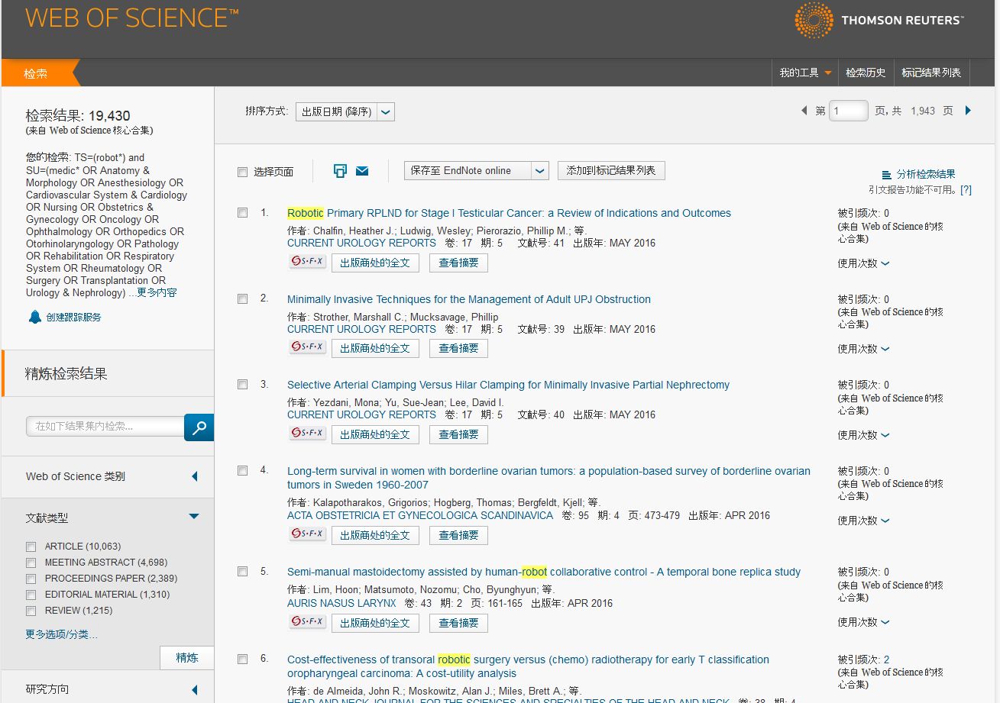 WEB OF SCIENCE™
THOMSON REUTERS™
检索
我的工具
检索历史
标记结果列表
检索结果: 19,430
(来自 Web of Science 核心合集)
您的检索: TS=(robot*) and
SU=(medic* OR Anatomy &
Morphology OR Anesthesiology OR
Cardiovascular System & Cardiology
OR Nursing OR Obstetrics &
Gynecology OR Oncology OR
Ophthalmology OR Orthopedics OR
Otorhinolaryngology OR Pathology
OR Rehabilitation OR Respiratory
System OR Rheumatology OR
Surgery OR Transplantation OR
Urology & Nephrology) ...更多内容
创建跟踪服务
精炼检索结果
在如下结果集内检索...
Web of Science 类别
文献类型
ARTICLE (10,063)
MEETING ABSTRACT (4,698)
PROCEEDINGS PAPER (2,389)
EDITORIAL MATERIAL (1,310)
REVIEW (1,215)
更多选项/分类...
精炼
研究方向
排序方式: 出版日期 (降序)
第 1 页, 共 1,943 页
选择页面
保存至 EndNote online
添加到标记结果列表
分析检索结果
引文报告功能不可用。[?]
1. Robotic Primary RPLND for Stage I Testicular Cancer: a Review of Indications and Outcomes
作者: Chalfin, Heather J.; Ludwig, Wesley; Pierorazio, Phillip M.; 等.
CURRENT UROLOGY REPORTS 卷: 17 期: 5 文献号: 41 出版年: MAY 2016
S·F·X 出版商处的全文 查看摘要
被引频次: 0
(来自 Web of Science 的核
心合集)
使用次数
2. Minimally Invasive Techniques for the Management of Adult UPJ Obstruction
作者: Strother, Marshall C.; Mucksavage, Phillip
CURRENT UROLOGY REPORTS 卷: 17 期: 5 文献号: 39 出版年: MAY 2016
S·F·X 出版商处的全文 查看摘要
被引频次: 0
(来自 Web of Science 的核
心合集)
使用次数
3. Selective Arterial Clamping Versus Hilar Clamping for Minimally Invasive Partial Nephrectomy
作者: Yezdani, Mona; Yu, Sue-Jean; Lee, David I.
CURRENT UROLOGY REPORTS 卷: 17 期: 5 文献号: 40 出版年: MAY 2016
S·F·X 出版商处的全文 查看摘要
被引频次: 0
(来自 Web of Science 的核
心合集)
使用次数
4. Long-term survival in women with borderline ovarian tumors: a population-based survey of borderline ovarian
tumors in Sweden 1960-2007
作者: Kalapotharakos, Grigorios; Hogberg, Thomas; Bergfeldt, Kjell; 等.
ACTA OBSTETRICIA ET GYNECOLOGICA SCANDINAVICA 卷: 95 期: 4 页: 473-479 出版年: APR 2016
S·F·X 出版商处的全文 查看摘要
被引频次: 0
(来自 Web of Science 的核
心合集)
使用次数
5. Semi-manual mastoidectomy assisted by human-robot collaborative control - A temporal bone replica study
作者: Lim, Hoon; Matsumoto, Nozomu; Cho, Byunghyun; 等.
AURIS NASUS LARYNX 卷: 43 期: 2 页: 161-165 出版年: APR 2016
S·F·X 出版商处的全文 查看摘要
被引频次: 0
(来自 Web of Science 的核
心合集)
使用次数
6. Cost-effectiveness of transoral robotic surgery versus (chemo) radiotherapy for early T classification
oropharyngeal carcinoma: A cost-utility analysis
作者: de Almeida, John R.; Moskowitz, Alan J.; Miles, Brett A.; 等.
HEAD AND NECK-JOURNAL FOR THE SCIENCES AND SPECIALTIES OF THE HEAD AND NECK 卷: 38 期: 4
被引频次: 2
(来自 Web of Science 的核
心合集)